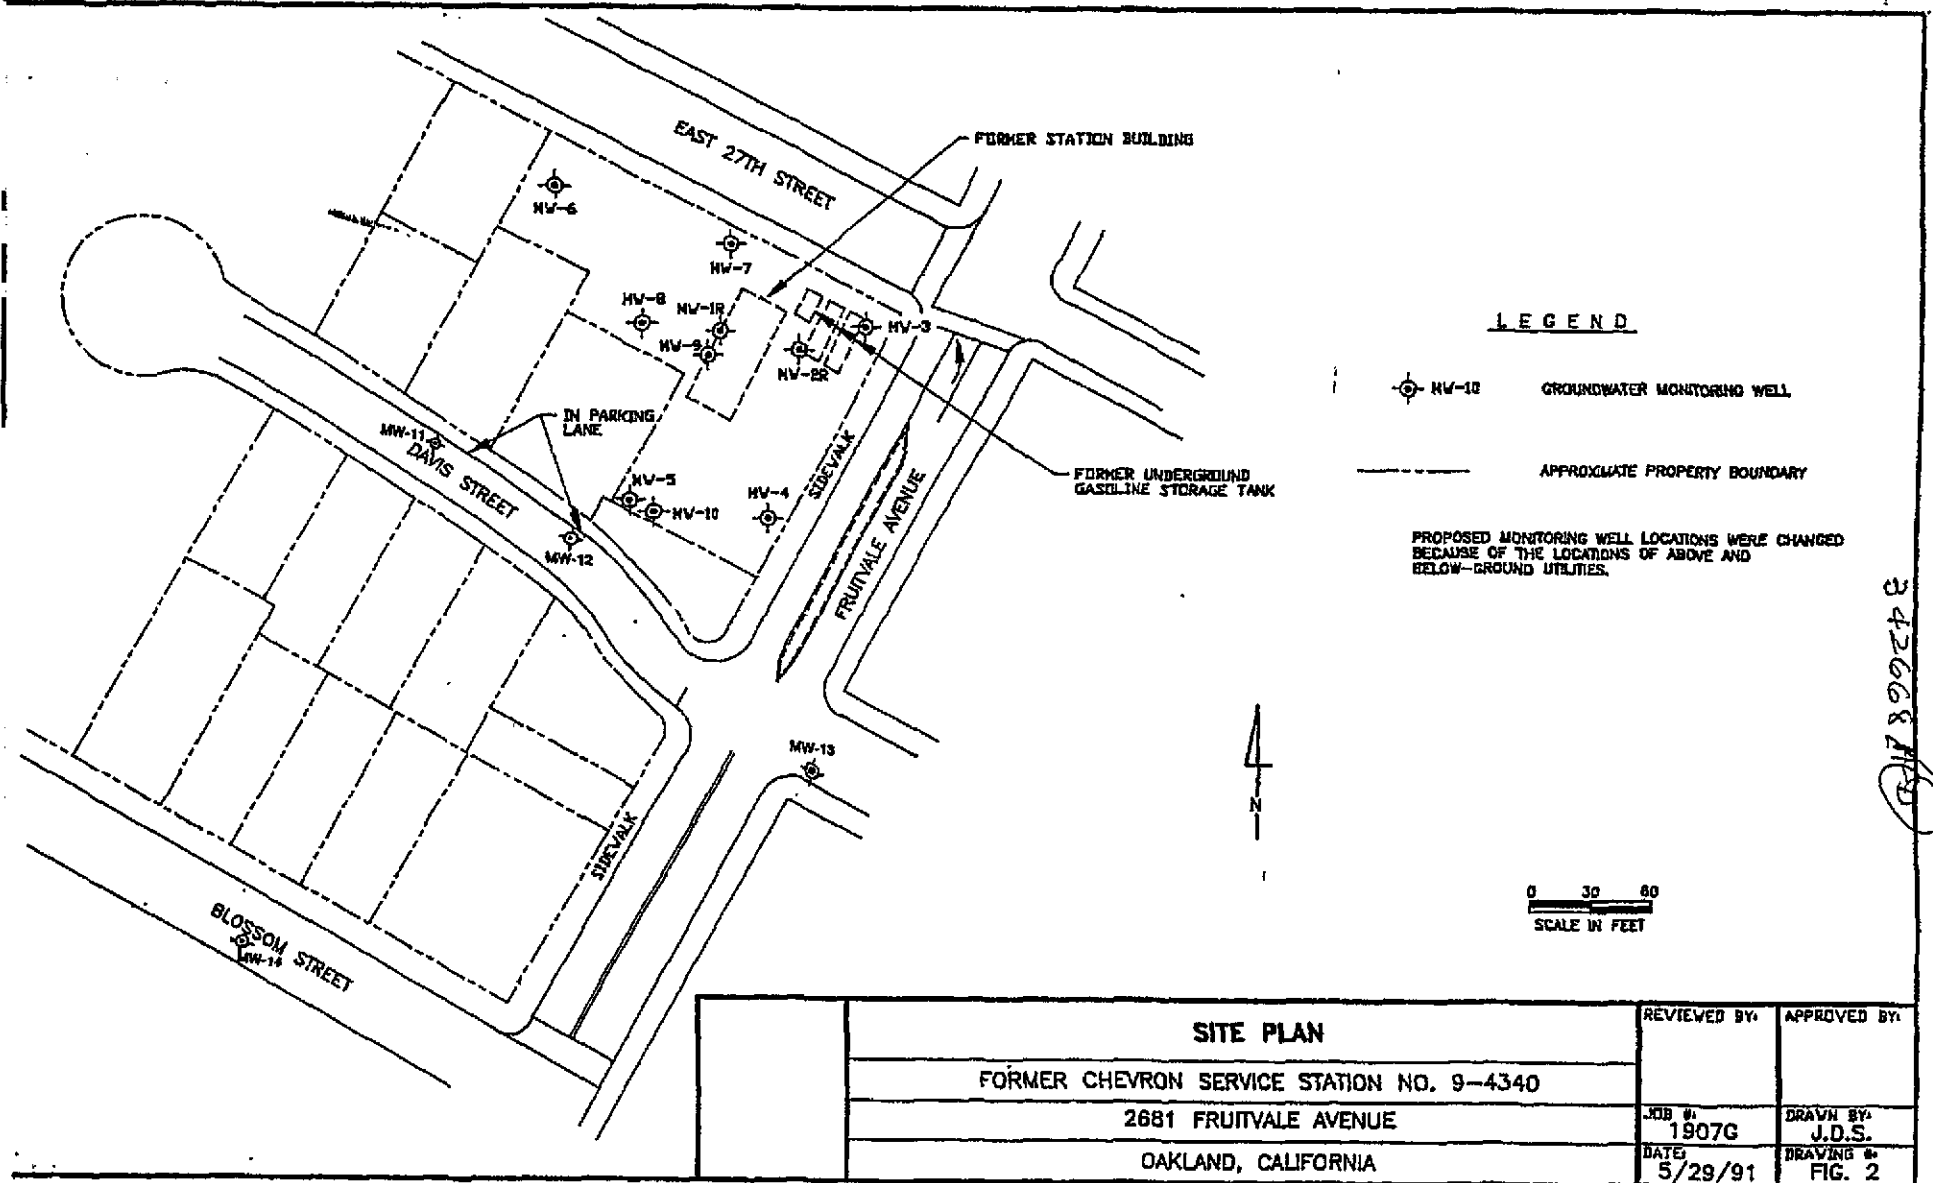 EAST 27TH STREET
FORMER STATION BUILDING
MW-6
MW-7
MW-8
MW-1R
MW-9
MW-3
MW-2R
LEGEND
MW-10 GROUNDWATER MONITORING WELL
APPROXIMATE PROPERTY BOUNDARY
PROPOSED MONITORING WELL LOCATIONS WERE CHANGED
BECAUSE OF THE LOCATIONS OF ABOVE AND
BELOW-GROUND UTILITIES.
IN PARKING
LANE
MW-11
DAVIS STREET
SIDEWALK
FORMER UNDERGROUND
GASOLINE STORAGE TANK
MW-5
MW-10
MW-4
MW-12
FRUITVALE AVENUE
MW-13
N
SIDEWALK
BLOSSOM STREET
MW-14
0 30 60
SCALE IN FEET
SITE PLAN
FORMER CHEVRON SERVICE STATION NO. 9-4340
2681 FRUITVALE AVENUE
OAKLAND, CALIFORNIA
REVIEWED BY:
APPROVED BY:
JOB #:
1907G
DRAWN BY:
J.D.S.
DATE:
5/29/91
DRAWING #:
FIG. 2